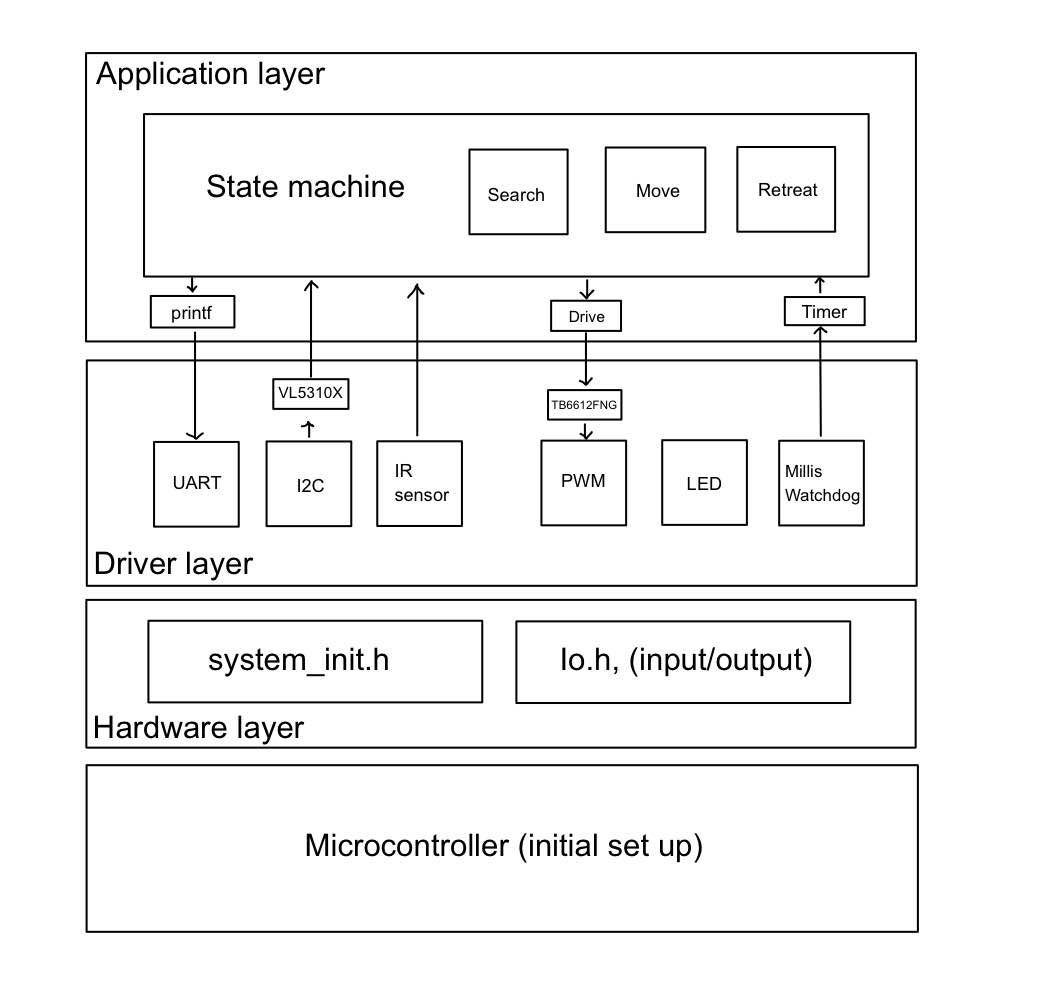 Application layer
State machine
Search
Move
Retreat
printf
Drive
Timer
VL5310X
TB6612FNG
UART
I2C
IR
sensor
PWM
LED
Millis
Watchdog
Driver layer
system_init.h
Io.h, (input/output)
Hardware layer
Microcontroller (initial set up)